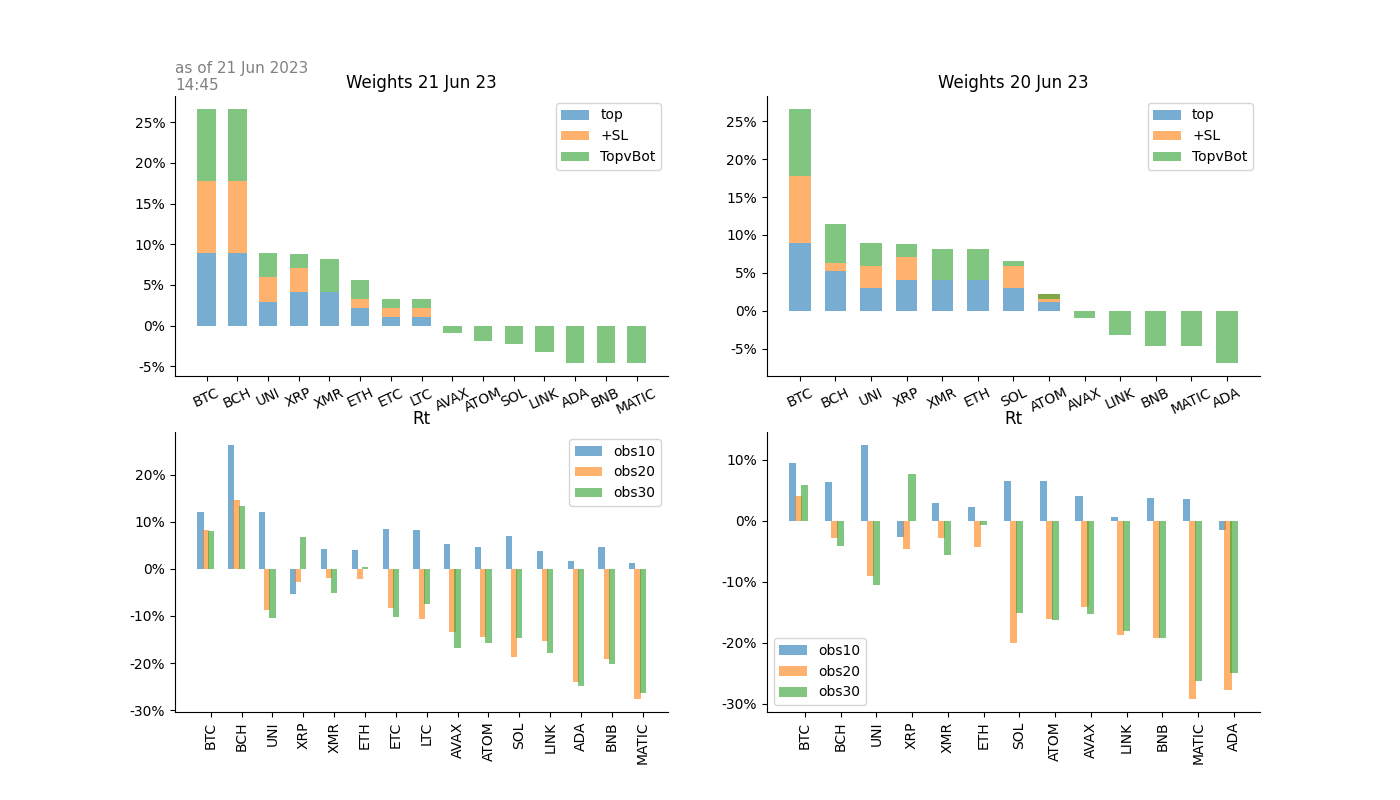 as of 21 Jun 2023
14:45
Weights 21 Jun 23
25%
20%
15%
10%
5%
0%
-5%
top
+SL
TopvBot
BTC BCH UNI XRP XMR ETH ETC LTC AVAX ATOM SOL LINK ADA BNB MATIC
Weights 20 Jun 23
25%
20%
15%
10%
5%
0%
-5%
top
+SL
TopvBot
BTC BCH UNI XRP XMR ETH SOL ATOM AVAX LINK BNB MATIC ADA
Rt
20%
10%
0%
-10%
-20%
-30%
obs10
obs20
obs30
BTC BCH UNI XRP XMR ETH ETC LTC AVAX ATOM SOL LINK ADA BNB MATIC
Rt
10%
0%
-10%
-20%
-30%
obs10
obs20
obs30
BTC BCH UNI XRP XMR ETH SOL ATOM AVAX LINK BNB MATIC ADA